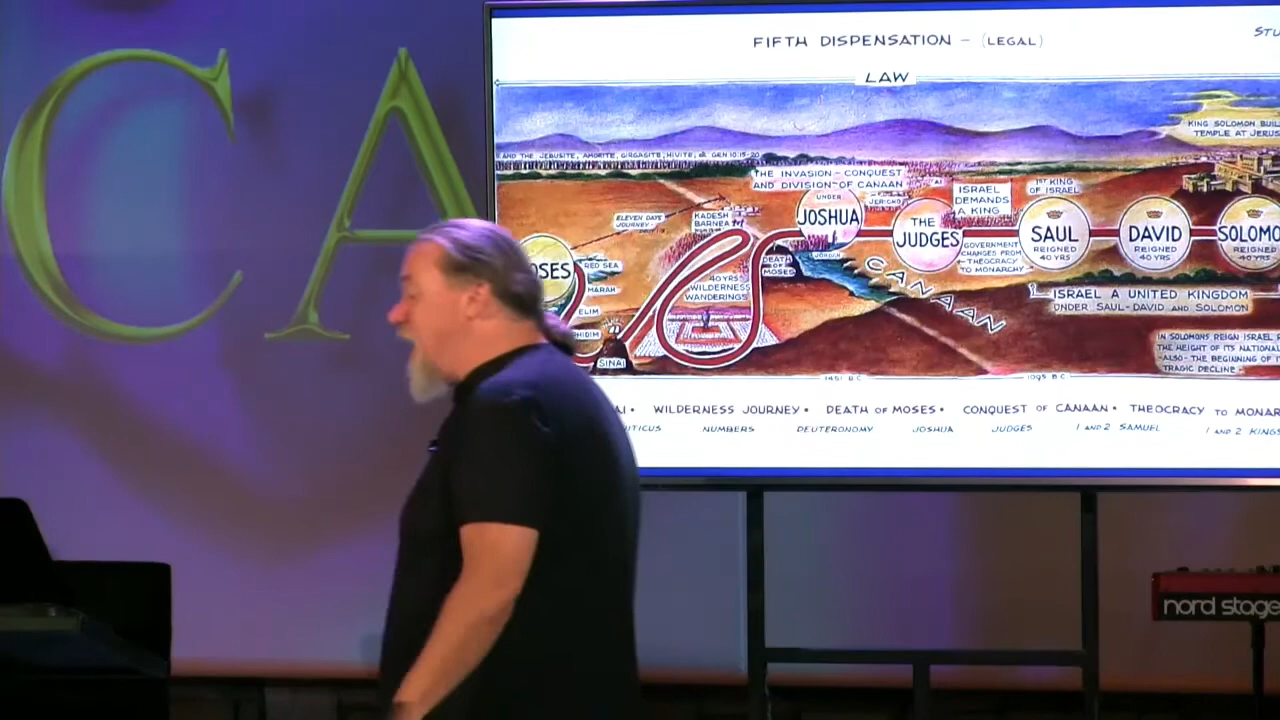 CA
FIFTH DISPENSATION - (LEGAL)
STU
LAW
KING SOLOMON BUIL
TEMPLE AT JERUS
AND THE JEBUSITE, AMORITE, GIRGASITE, HIVITE, GEN 10:15-20
THE INVASION - CONQUEST
AND DIVISION OF CANAAN
AI
JERICHO
UNDER
JOSHUA
THE
JUDGES
ISRAEL
DEMANDS
A KING
1ST KING
OF ISRAEL
SAUL
REIGNED
40 YRS
DAVID
REIGNED
40 YRS
SOLOMO
REIGNED
40 YRS
GOVERNMENT
CHANGES FROM
THEOCRACY
TO MONARCHY
ELEVEN DAYS
JOURNEY
KADESH
BARNEA
OSES
RED SEA
MARAH
ELIM
HIDIM
SINAI
40 YRS
WILDERNESS
WANDERINGS
DEATH
OF
MOSES
JORDAN
CANAAN
ISRAEL A UNITED KINGDOM
UNDER SAUL-DAVID AND SOLOMON
IN SOLOMONS REIGN ISRAEL R
THE HEIGHT OF ITS NATIONAL
-ALSO- THE BEGINNING OF I
TRAGIC DECLINE-
1451 B.C.
1095 B.C.
AI • WILDERNESS JOURNEY • DEATH OF MOSES • CONQUEST OF CANAAN • THEOCRACY TO MONAR
ITICUS NUMBERS DEUTERONOMY JOSHUA JUDGES 1 AND 2 SAMUEL 1 AND 2 KINGS
nord stage